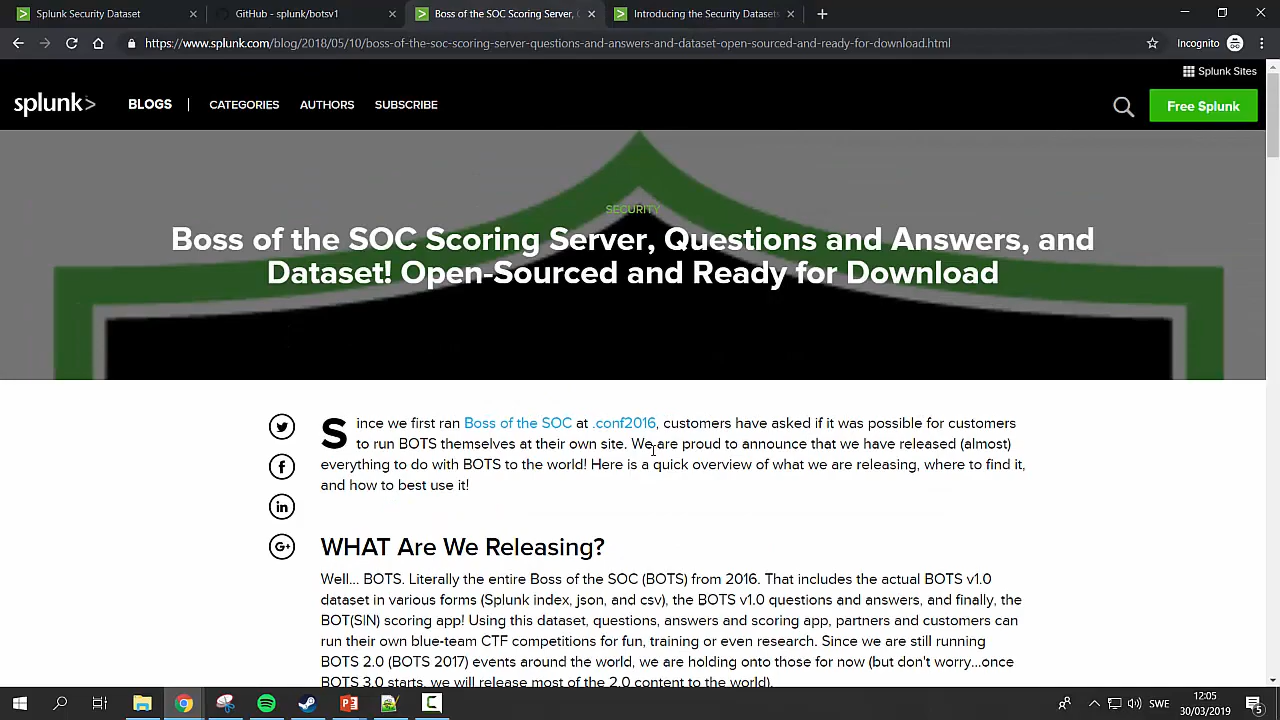 Splunk Security Dataset
GitHub - splunk/botsv1
Boss of the SOC Scoring Server, 
Introducing the Security Datasets
https://www.splunk.com/blog/2018/05/10/boss-of-the-soc-scoring-server-questions-and-answers-and-dataset-open-sourced-and-ready-for-download.html
Incognito
Splunk Sites
splunk>
BLOGS
CATEGORIES
AUTHORS
SUBSCRIBE
Free Splunk
SECURITY
Boss of the SOC Scoring Server, Questions and Answers, and
Dataset! Open-Sourced and Ready for Download
Since we first ran Boss of the SOC at .conf2016, customers have asked if it was possible for customers
to run BOTS themselves at their own site. We are proud to announce that we have released (almost)
everything to do with BOTS to the world! Here is a quick overview of what we are releasing, where to find it,
and how to best use it!
WHAT Are We Releasing?
Well... BOTS. Literally the entire Boss of the SOC (BOTS) from 2016. That includes the actual BOTS v1.0
dataset in various forms (Splunk index, json, and csv), the BOTS v1.0 questions and answers, and finally, the
BOT(SIN) scoring app! Using this dataset, questions, answers and scoring app, partners and customers can
run their own blue-team CTF competitions for fun, training or even research. Since we are still running
BOTS 2.0 (BOTS 2017) events around the world, we are holding onto those for now (but don't worry...once
BOTS 3.0 starts, we will release most of the 2.0 content to the world).
SWE
12:05
30/03/2019
5